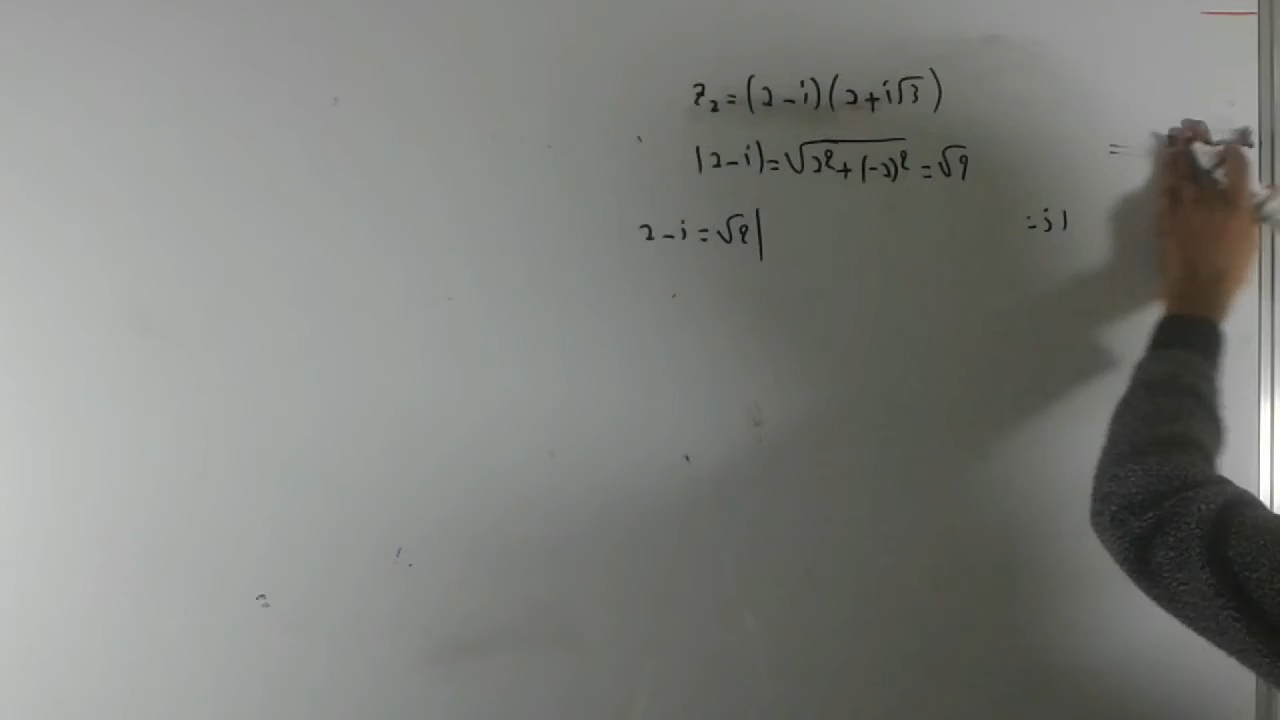 z₂ = (2 - i)(2 + i√3)
|2 - i| = √(2² + (-2)²) = √9
2 - i = √8 |
=